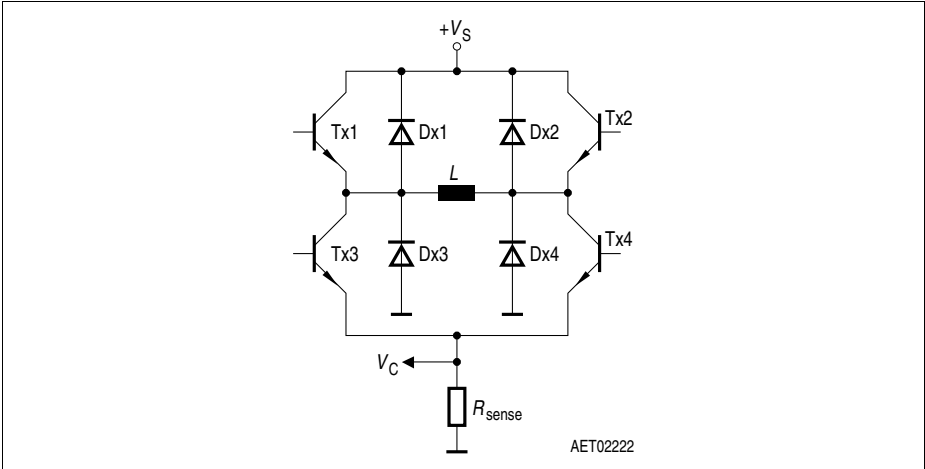 +VS
Tx1
Dx1
Dx2
Tx2
L
Tx3
Dx3
Dx4
Tx4
VC
Rsense
AET02222